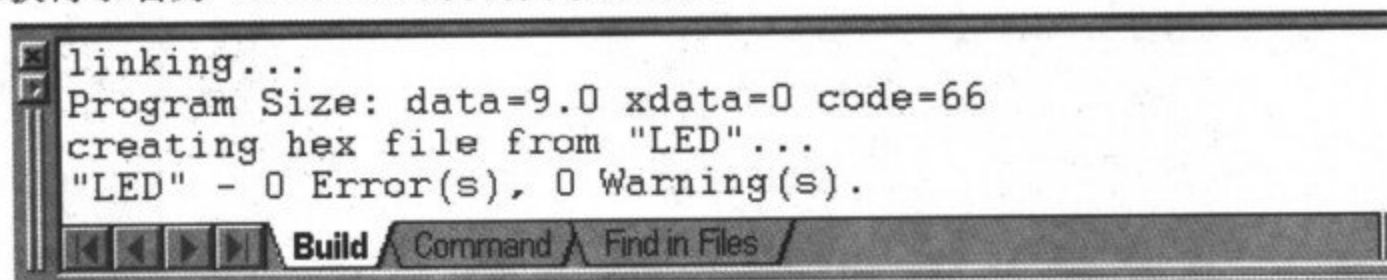 linking...
Program Size: data=9.0 xdata=0 code=66
creating hex file from "LED"...
"LED" - 0 Error(s), 0 Warning(s).
Build Command Find in Files